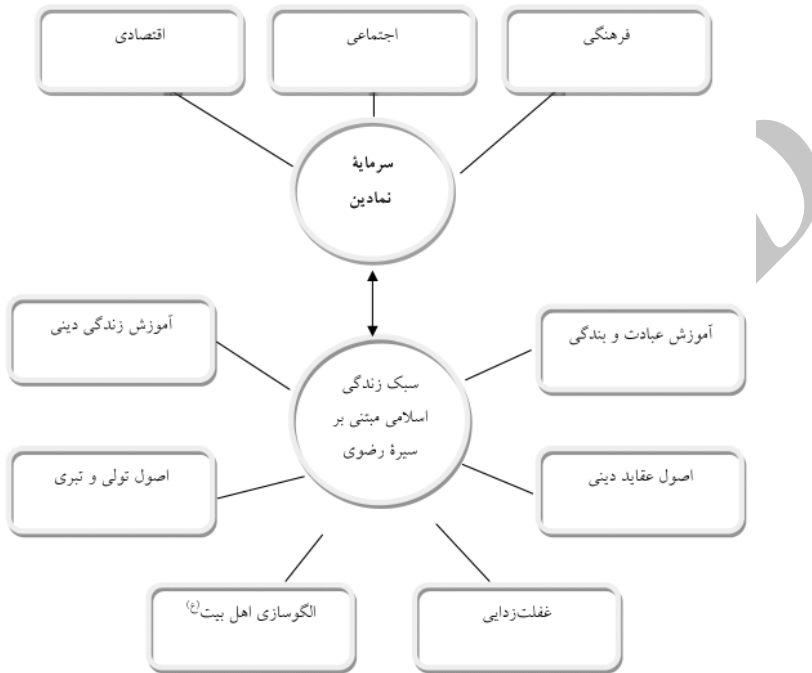 فرهنگی
اجتماعی
اقتصادی
سرمایهٔ
نمادین
آموزش عبادت و بندگی
آموزش زندگی دینی
سبک زندگی
اسلامی مبتنی بر
سیرهٔ رضوی
اصول عقاید دینی
اصول تولی و تبری
غفلت‌زدایی
الگوسازی اهل بیت(ع)